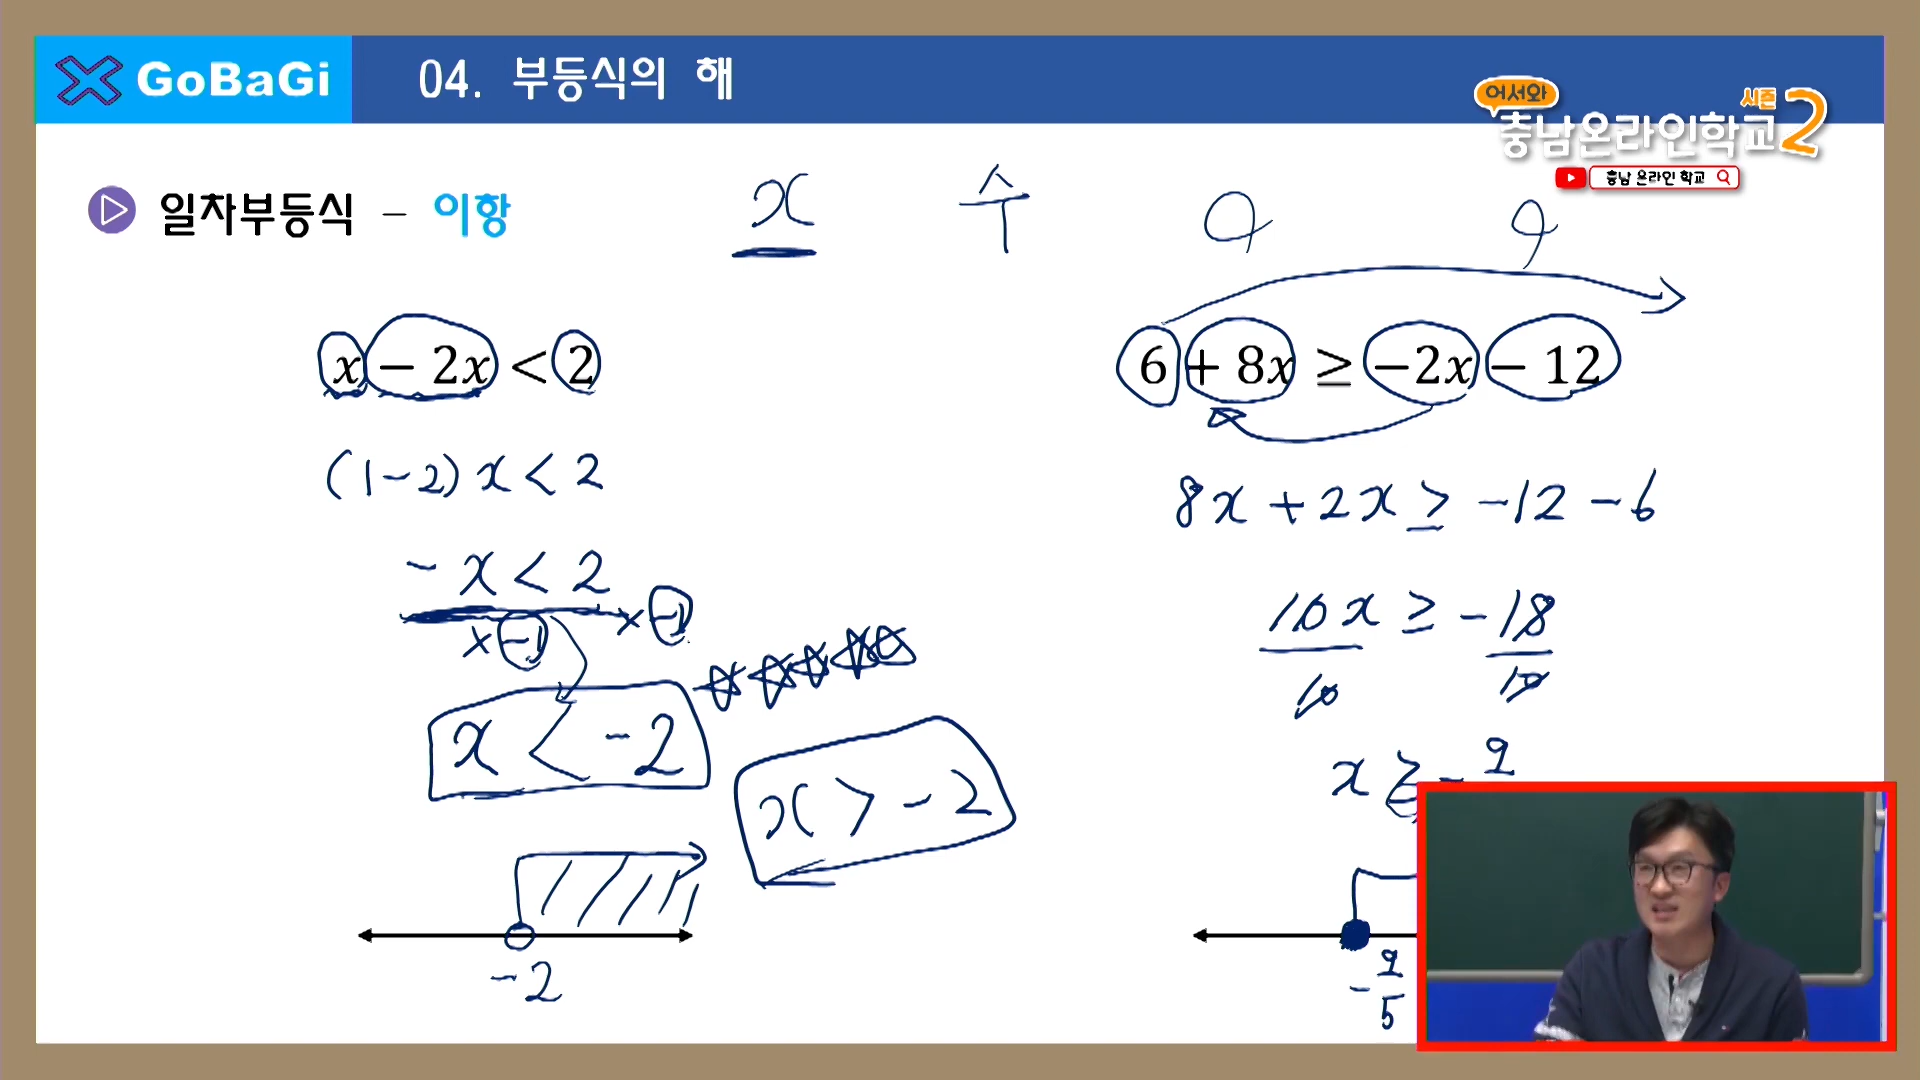 GoBaGi
04. 부등식의 해
어서와
시즌2
충남온라인학교
충남 온라인 학교
일차부등식 – 이항
x 수
x − 2x < 2
(1−2)x < 2
−x < 2
×−1 ×−1
x < −2
x > −2
−2
6 + 8x ≥ −2x − 12
8x + 2x ≥ −12 − 6
10x ≥ −18
10 10
x ≥ − 9
−9/5